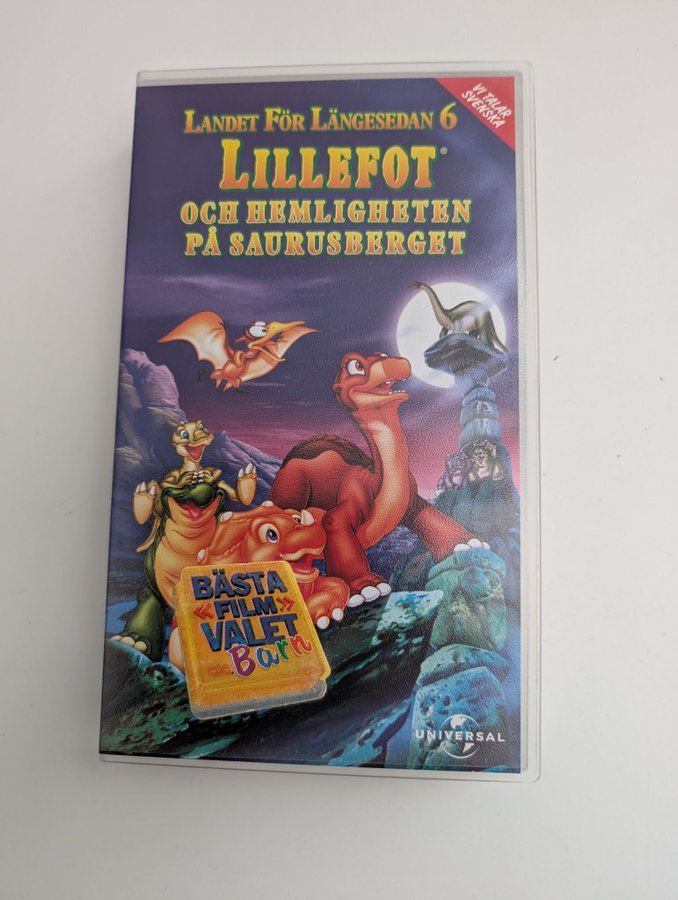 VI TALAR
SVENSKA
LANDET FÖR LÄNGESEDAN 6
LILLEFOT®
OCH HEMLIGHETEN
PÅ SAURUSBERGET
BÄSTA
«FILM»
VALET
Barn
UNIVERSAL